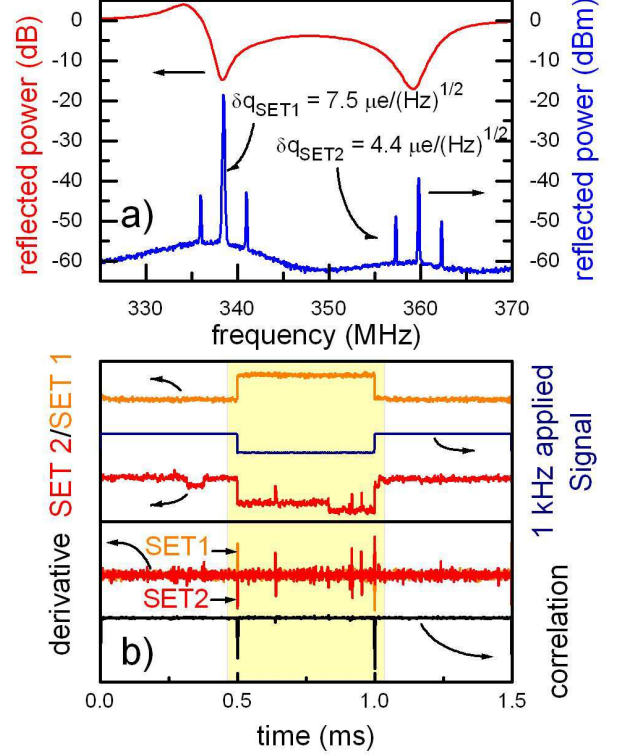 reflected power (dB)
0
-10
-20
-30
-40
-50
-60
δq_SET1 = 7.5 μe/(Hz)^1/2
δq_SET2 = 4.4 μe/(Hz)^1/2
a)
0
-10
-20
-30
-40
-50
-60
reflected power (dBm)
330 340 350 360 370
frequency (MHz)
SET 2/SET 1
1 kHz applied
Signal
derivative
SET1
SET2
b)
correlation
0.0 0.5 1.0 1.5
time (ms)